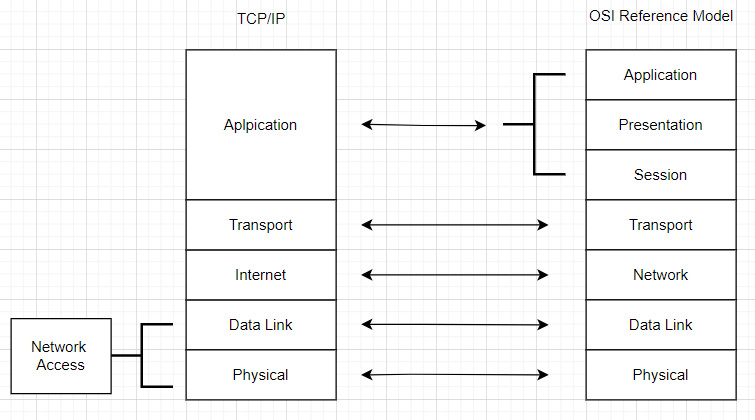 TCP/IP
OSI Reference Model
Aplpication
Application
Presentation
Session
Transport
Transport
Internet
Network
Data Link
Data Link
Network
Access
Physical
Physical